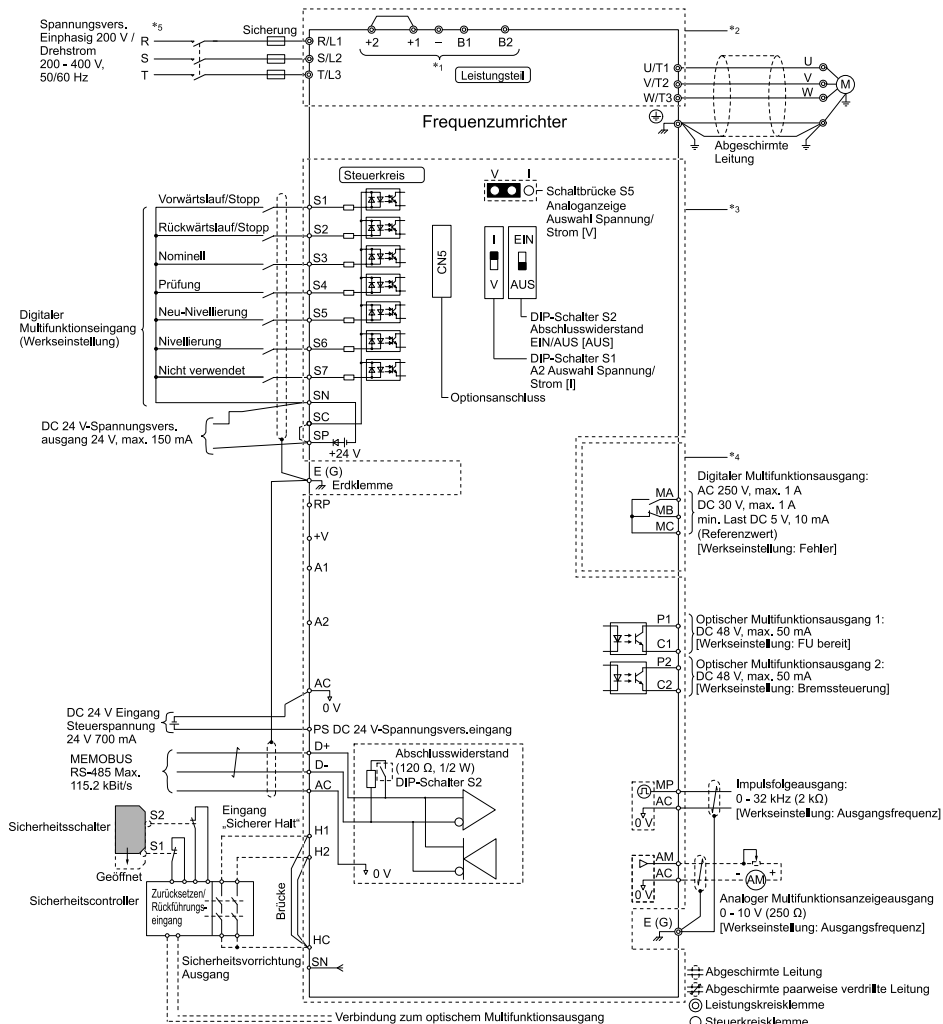 Spannungsvers. *5
Einphasig 200 V /
Drehstrom
200 - 400 V,
50/60 Hz
R
S
T
Sicherung
R/L1
S/L2
T/L3
+2 +1 − B1 B2
*1
Leistungsteil
*2
U/T1
V/T2
W/T3
U
V
W
M
Frequenzumrichter
Abgeschirmte
Leitung
Steuerkreis
V I
Schaltbrücke S5
Analoganzeige
Auswahl Spannung/
Strom [V]
*3
CN5
I
V
EIN
AUS
DIP-Schalter S2
Abschlusswiderstand
EIN/AUS [AUS]
DIP-Schalter S1
A2 Auswahl Spannung/
Strom [I]
Optionsanschluss
Digitaler
Multifunktionseingang
(Werkseinstellung)
Vorwärtslauf/Stopp
S1
Rückwärtslauf/Stopp
S2
Nominell
S3
Prüfung
S4
Neu-Nivellierung
S5
Nivellierung
S6
Nicht verwendet
S7
SN
SC
SP
+24 V
DC 24 V-Spannungsvers.
ausgang 24 V, max. 150 mA
E (G)
Erdklemme
RP
+V
A1
A2
AC
0 V
*4
MA
MB
MC
Digitaler Multifunktionsausgang:
AC 250 V, max. 1 A
DC 30 V, max. 1 A
min. Last DC 5 V, 10 mA
(Referenzwert)
[Werkseinstellung: Fehler]
P1
C1
Optischer Multifunktionsausgang 1:
DC 48 V, max. 50 mA
[Werkseinstellung: FU bereit]
P2
C2
Optischer Multifunktionsausgang 2:
DC 48 V, max. 50 mA
[Werkseinstellung: Bremssteuerung]
DC 24 V Eingang
Steuerspannung
24 V 700 mA
PS DC 24 V-Spannungsvers.eingang
MEMOBUS
RS-485 Max.
115.2 kBit/s
D+
D-
AC
Abschlusswiderstand
(120 Ω, 1/2 W)
DIP-Schalter S2
0 V
MP
AC
0 V
Impulsfolgeausgang:
0 - 32 kHz (2 kΩ)
[Werkseinstellung: Ausgangsfrequenz]
AM
AC
0 V
- +
AM
Analoger Multifunktionsanzeigeausgang
0 - 10 V (250 Ω)
[Werkseinstellung: Ausgangsfrequenz]
E (G)
Sicherheitsschalter
S2
S1
Geöffnet
Eingang
„Sicherer Halt"
H1
H2
Sicherheitscontroller
Zurücksetzen/
Rückführungs-
eingang
Brücke
HC
SN
Sicherheitsvorrichtung
Ausgang
Verbindung zum optischem Multifunktionsausgang
Abgeschirmte Leitung
Abgeschirmte paarweise verdrillte Leitung
Leistungskreisklemme
Steuerkreisklemme